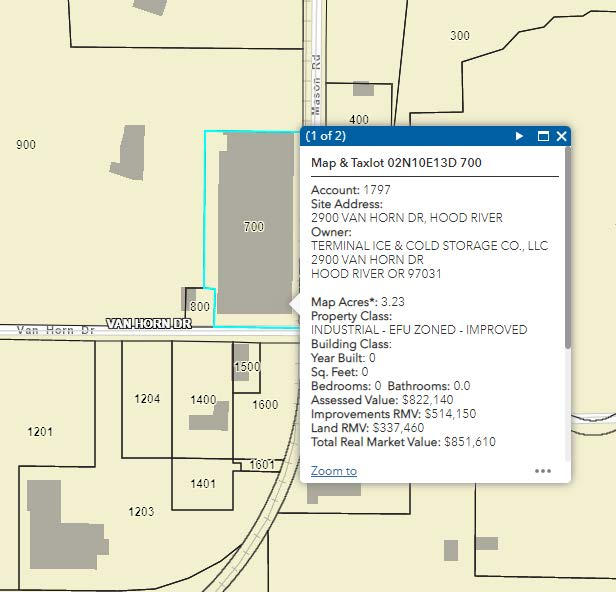 300
Mason Rd
400
900
(1 of 2)
Map & Taxlot 02N10E13D 700
Account: 1797
Site Address:
2900 VAN HORN DR, HOOD RIVER
Owner:
TERMINAL ICE & COLD STORAGE CO., LLC
2900 VAN HORN DR
HOOD RIVER OR 97031
Map Acres*: 3.23
Property Class:
INDUSTRIAL - EFU ZONED - IMPROVED
Building Class:
Year Built: 0
Sq. Feet: 0
Bedrooms: 0 Bathrooms: 0.0
Assessed Value: $822,140
Improvements RMV: $514,150
Land RMV: $337,460
Total Real Market Value: $851,610
Zoom to
700
800
Van Horn Dr
VAN HORN DR
1500
1204
1400
1600
1201
1601
1401
1203